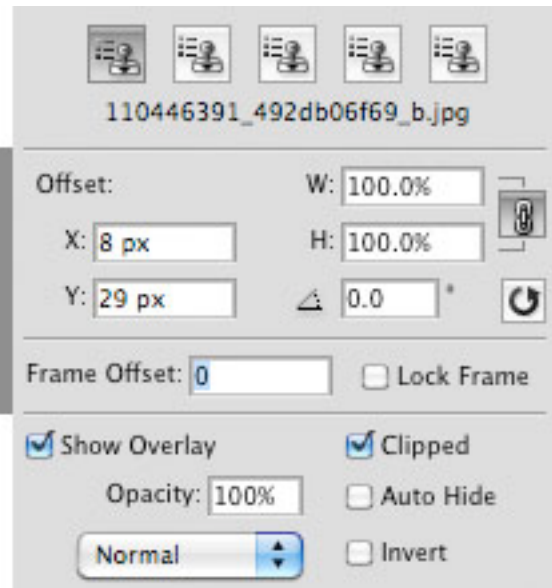 110446391_492db06f69_b.jpg
Offset: W: 100.0%
X: 8 px H: 100.0%
Y: 29 px 0.0 °
Frame Offset: 0 Lock Frame
Show Overlay Clipped
Opacity: 100% Auto Hide
Normal Invert